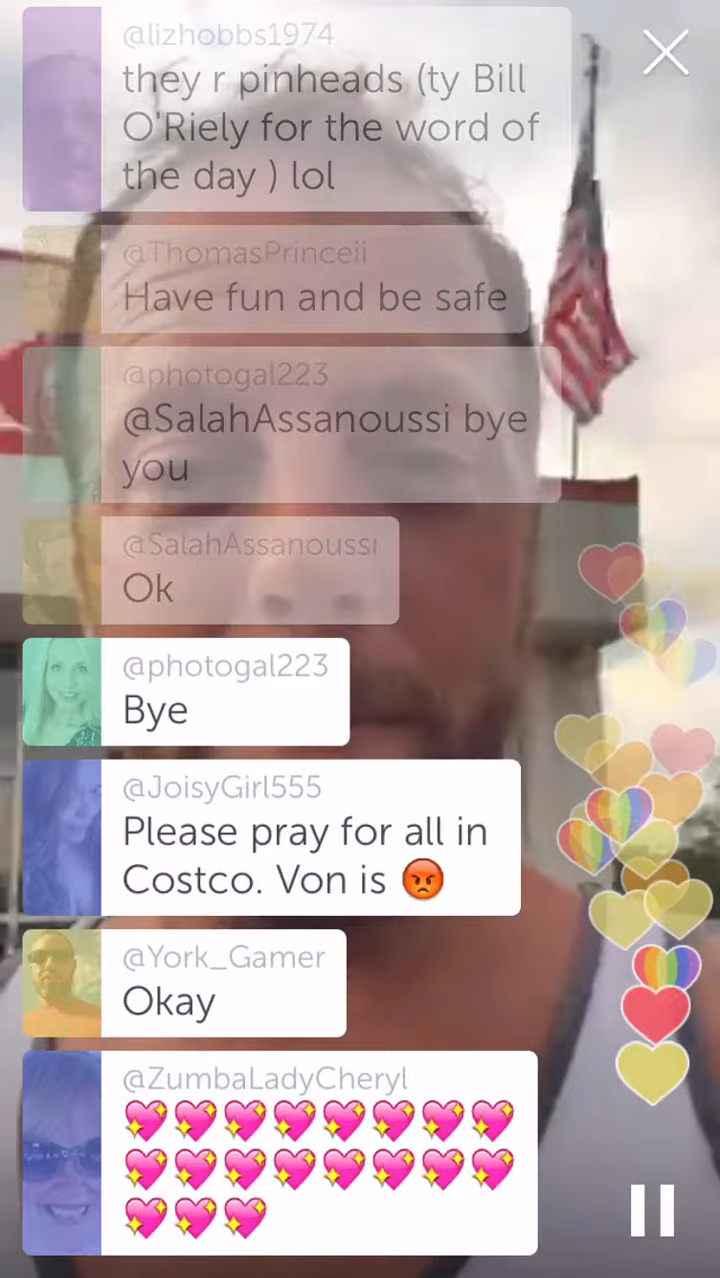 @lizhobbs1974
they r pinheads (ty Bill
O'Riely for the word of
the day ) lol
@ThomasPrinceii
Have fun and be safe
@photogal223
@SalahAssanoussi bye
you
@SalahAssanoussi
Ok
@photogal223
Bye
@JoisyGirl555
Please pray for all in
Costco. Von is 😡
@York_Gamer
Okay
@ZumbaLadyCheryl
💖💖💖💖💖💖💖💖
💖💖💖💖💖💖💖💖
💖💖💖